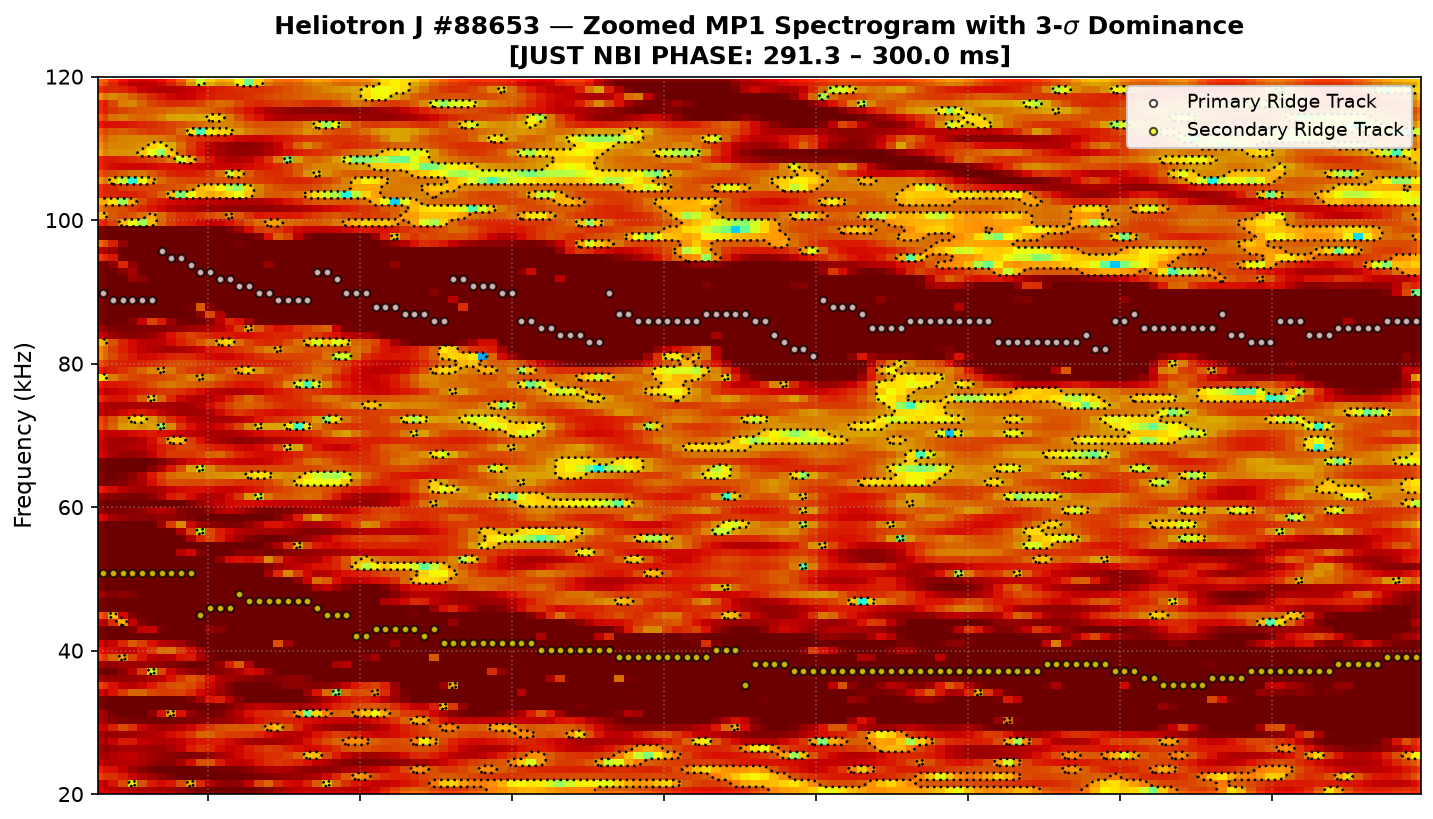 Heliotron J #88653 — Zoomed MP1 Spectrogram with 3-σ Dominance
[JUST NBI PHASE: 291.3 – 300.0 ms]
120
Primary Ridge Track
Secondary Ridge Track
100
80
Frequency (kHz)
60
40
20